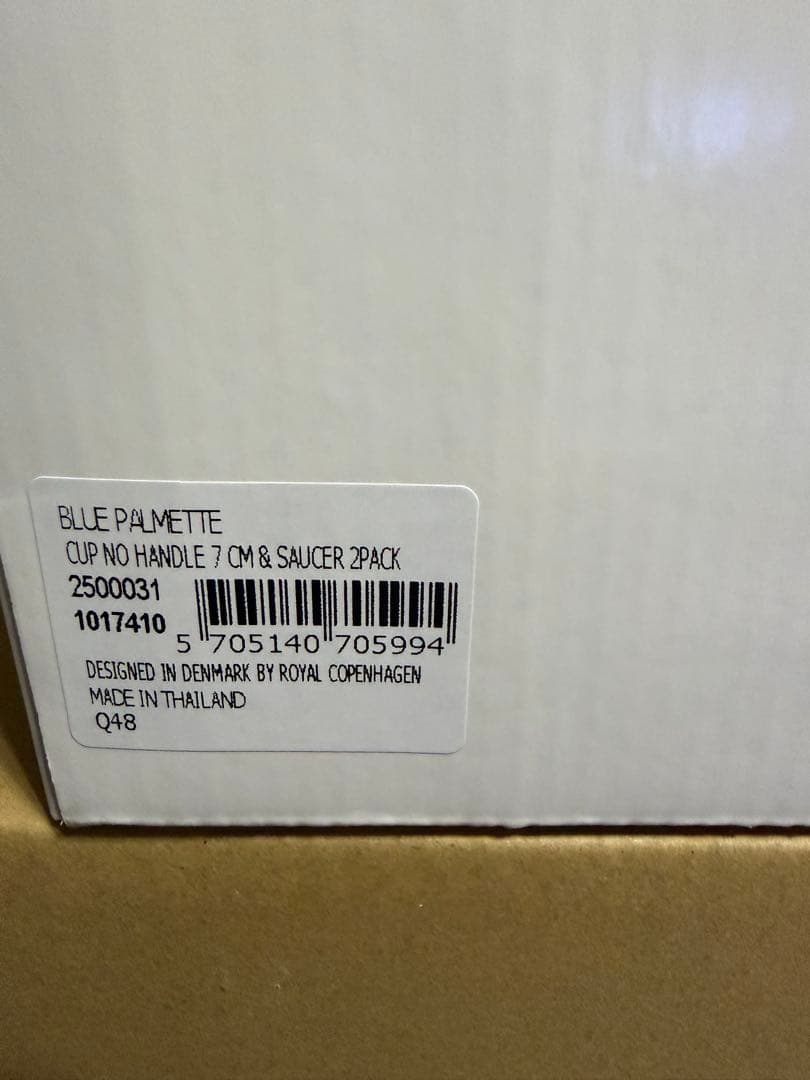 BLUE PALMETTE
CUP NO HANDLE 7 CM & SAUCER 2PACK
2500031
1017410
5 705140 705994
DESIGNED IN DENMARK BY ROYAL COPENHAGEN
MADE IN THAILAND
Q48